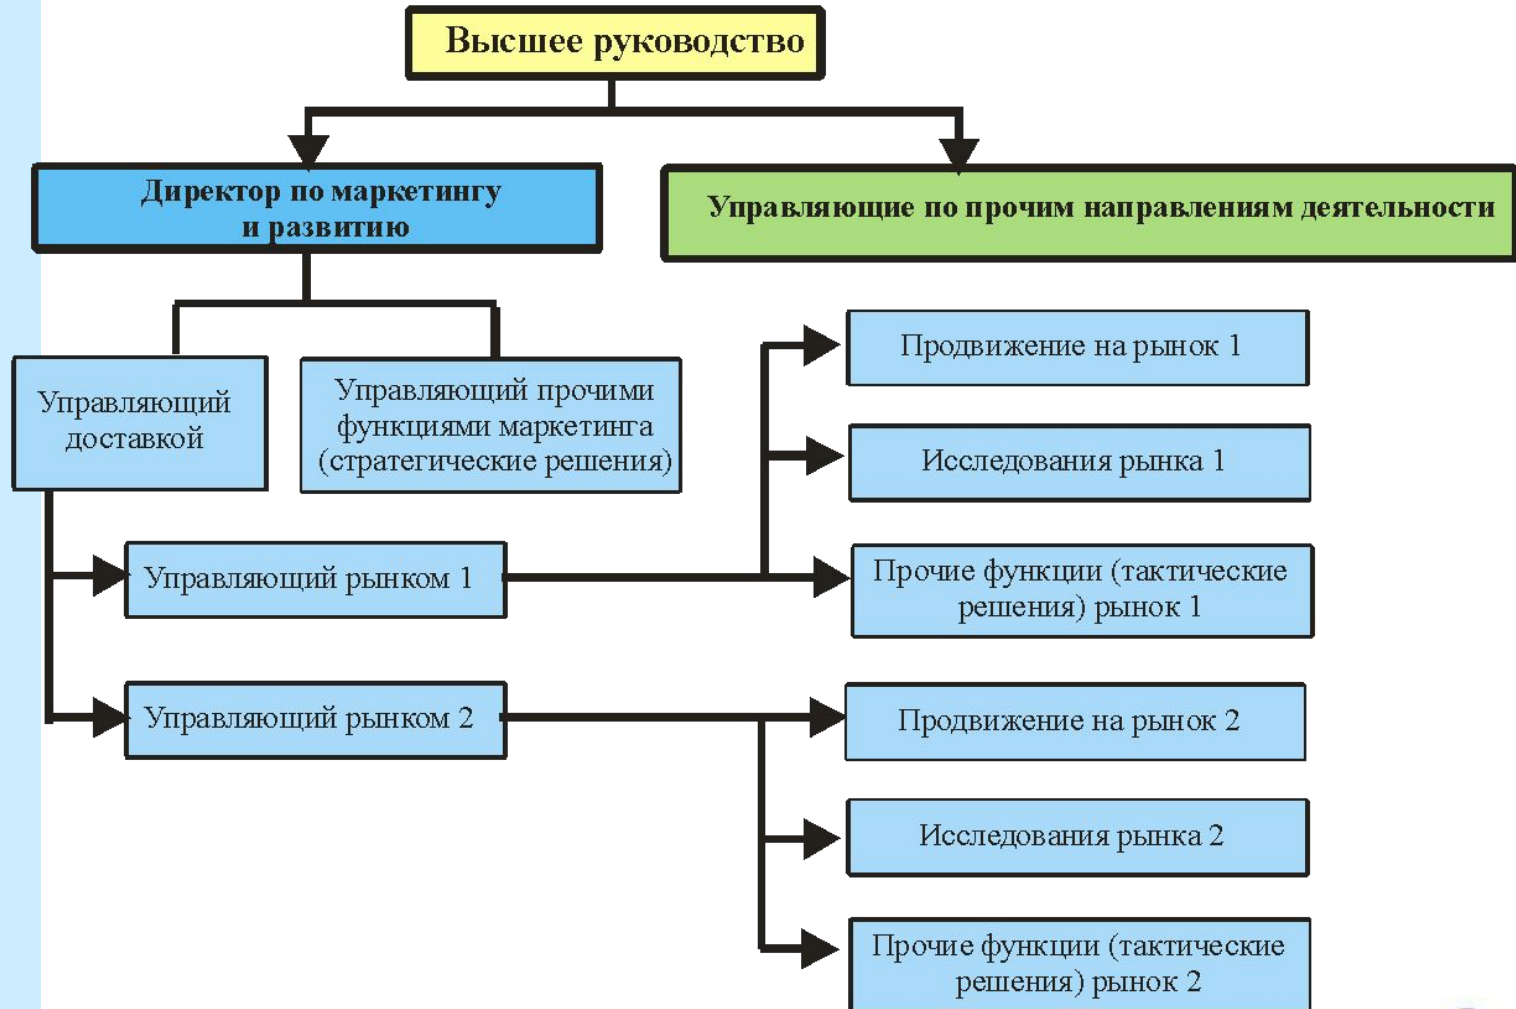 Высшее руководство
Директор по маркетингу
и развитию
Управляющие по прочим направлениям деятельности
Управляющий
доставкой
Управляющий прочими
функциями маркетинга
(стратегические решения)
Продвижение на рынок 1
Исследования рынка 1
Управляющий рынком 1
Прочие функции (тактические
решения) рынок 1
Управляющий рынком 2
Продвижение на рынок 2
Исследования рынка 2
Прочие функции (тактические
решения) рынок 2